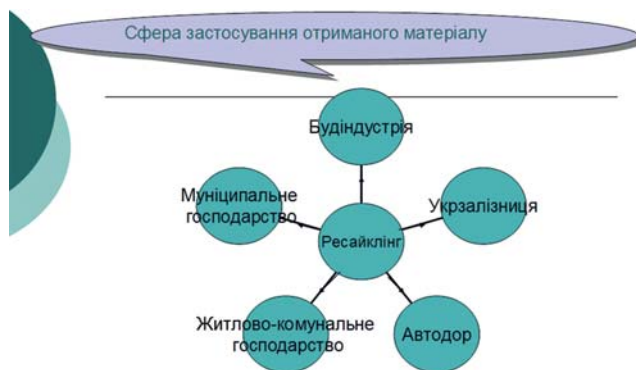 Сфера застосування отриманого матеріалу
Будіндустрія
Муніципальне
господарство
Укрзалізниця
Ресайклінг
Житлово-комунальне
господарство
Автодор